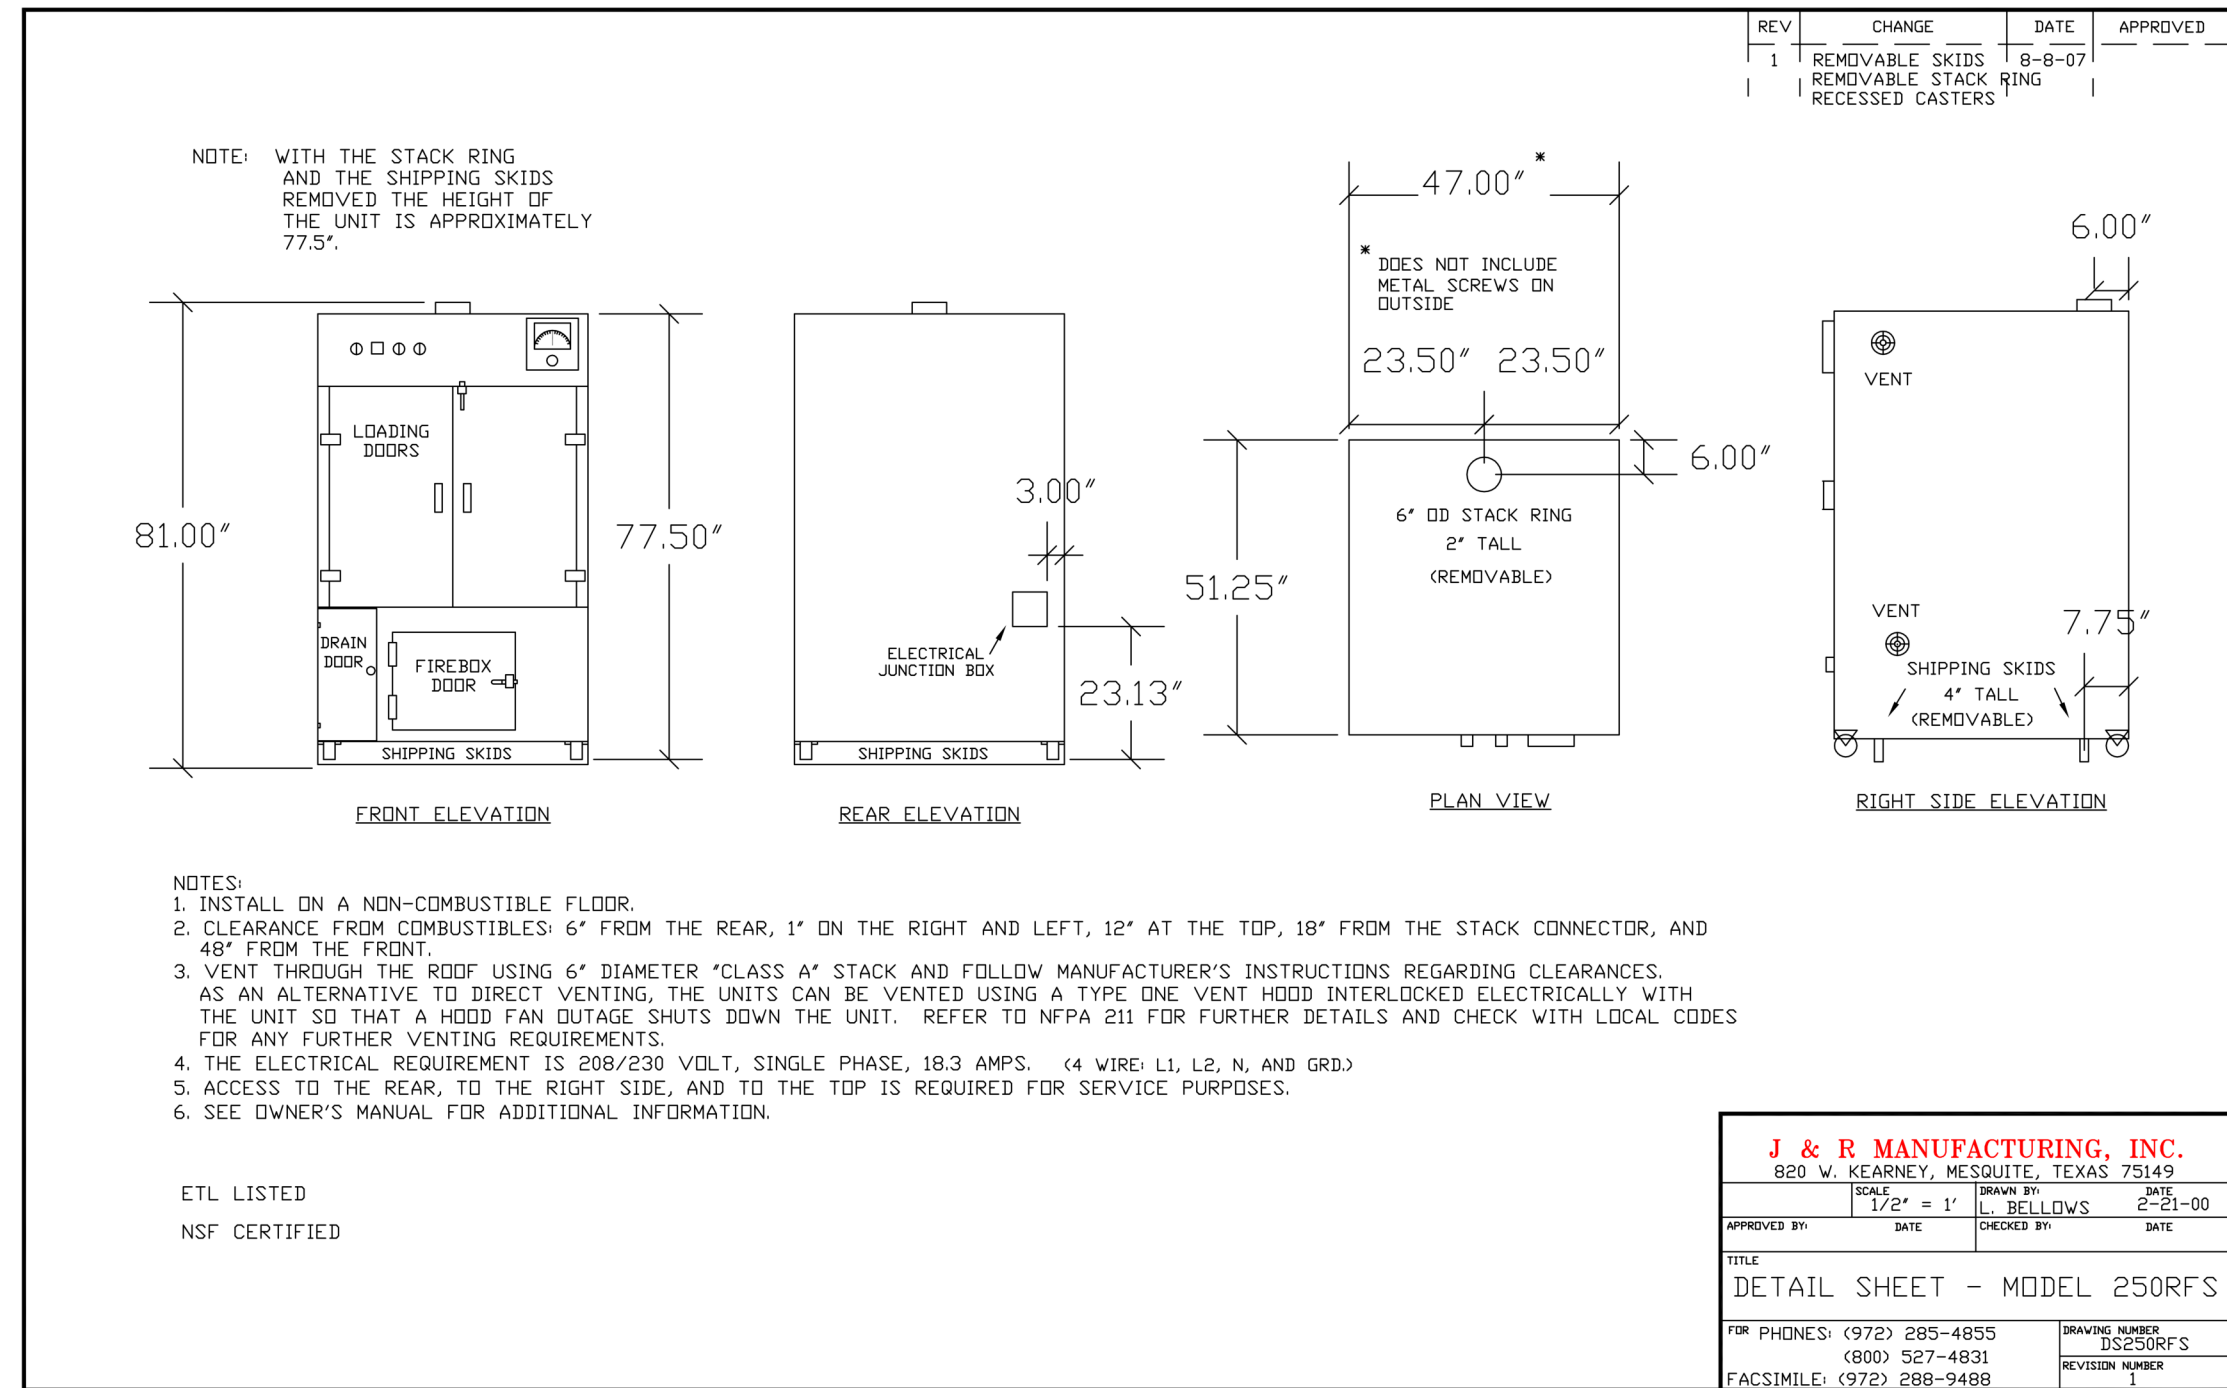 REV CHANGE DATE APPROVED
1 REMOVABLE SKIDS 8-8-07
REMOVABLE STACK RING
RECESSED CASTERS
NOTE: WITH THE STACK RING
AND THE SHIPPING SKIDS
REMOVED THE HEIGHT OF
THE UNIT IS APPROXIMATELY
77.5".
81.00"
77.50"
LOADING
DOORS
DRAIN
DOOR
FIREBOX
DOOR
SHIPPING SKIDS
FRONT ELEVATION
3.00"
ELECTRICAL
JUNCTION BOX
23.13"
SHIPPING SKIDS
REAR ELEVATION
47.00" *
* DOES NOT INCLUDE
METAL SCREWS ON
OUTSIDE
23.50" 23.50"
6.00"
51.25"
6" OD STACK RING
2" TALL
(REMOVABLE)
PLAN VIEW
6.00"
VENT
VENT
7.75"
SHIPPING SKIDS
4" TALL
(REMOVABLE)
RIGHT SIDE ELEVATION
NOTES:
1. INSTALL ON A NON-COMBUSTIBLE FLOOR.
2. CLEARANCE FROM COMBUSTIBLES: 6" FROM THE REAR, 1" ON THE RIGHT AND LEFT, 12" AT THE TOP, 18" FROM THE STACK CONNECTOR, AND
48" FROM THE FRONT.
3. VENT THROUGH THE ROOF USING 6" DIAMETER "CLASS A" STACK AND FOLLOW MANUFACTURER'S INSTRUCTIONS REGARDING CLEARANCES.
AS AN ALTERNATIVE TO DIRECT VENTING, THE UNITS CAN BE VENTED USING A TYPE ONE VENT HOOD INTERLOCKED ELECTRICALLY WITH
THE UNIT SO THAT A HOOD FAN OUTAGE SHUTS DOWN THE UNIT. REFER TO NFPA 211 FOR FURTHER DETAILS AND CHECK WITH LOCAL CODES
FOR ANY FURTHER VENTING REQUIREMENTS.
4. THE ELECTRICAL REQUIREMENT IS 208/230 VOLT, SINGLE PHASE, 18.3 AMPS. (4 WIRE: L1, L2, N, AND GRD.)
5. ACCESS TO THE REAR, TO THE RIGHT SIDE, AND TO THE TOP IS REQUIRED FOR SERVICE PURPOSES.
6. SEE OWNER'S MANUAL FOR ADDITIONAL INFORMATION.
ETL LISTED
NSF CERTIFIED
J & R MANUFACTURING, INC.
820 W. KEARNEY, MESQUITE, TEXAS 75149
SCALE DRAWN BY: DATE
1/2" = 1' L. BELLOWS 2-21-00
APPROVED BY: DATE CHECKED BY: DATE
TITLE
DETAIL SHEET - MODEL 250RFS
FOR PHONES: (972) 285-4855
(800) 527-4831
FACSIMILE: (972) 288-9488
DRAWING NUMBER
DS250RFS
REVISION NUMBER
1